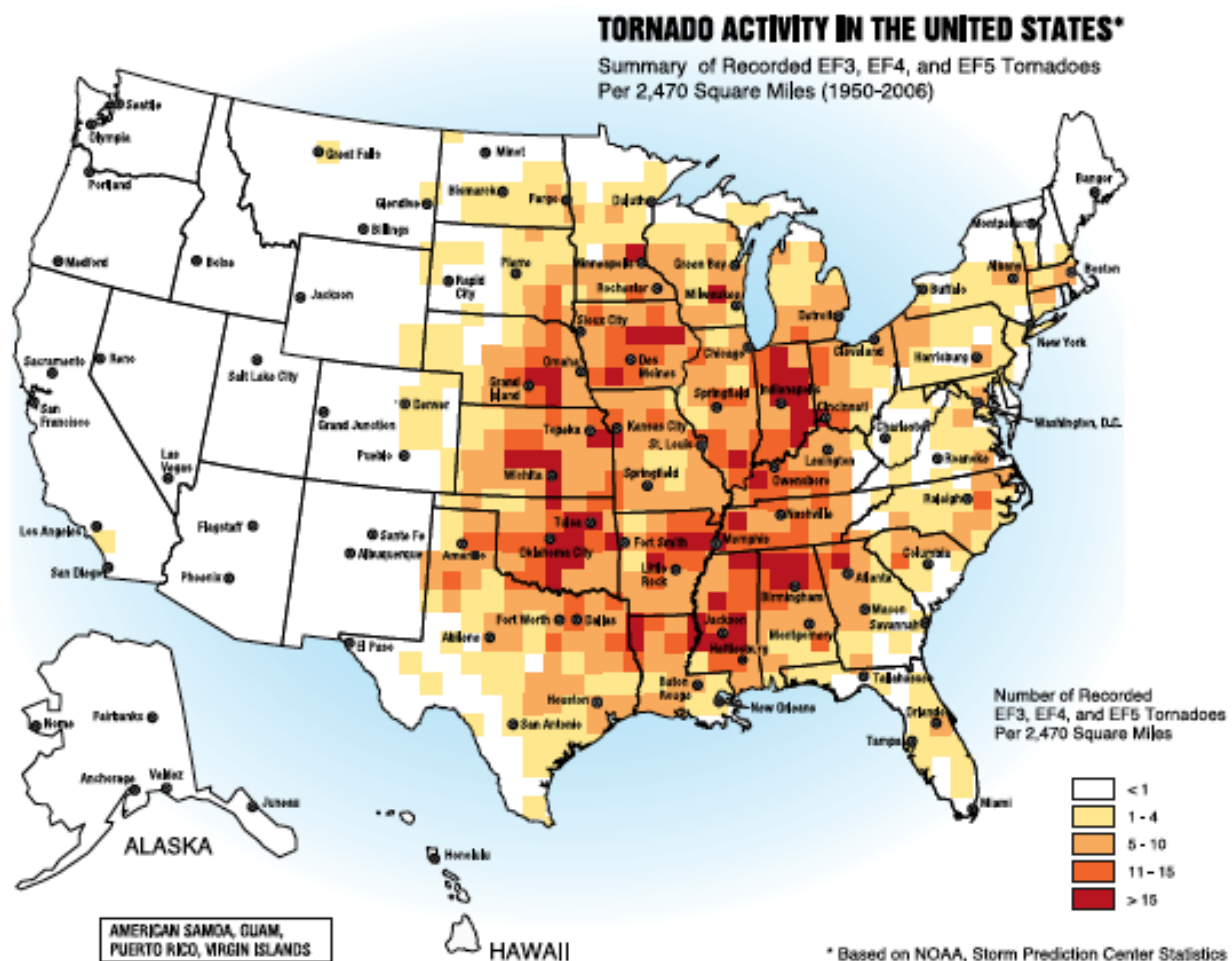 TORNADO ACTIVITY IN THE UNITED STATES*
Summary of Recorded EF3, EF4, and EF5 Tornadoes
Per 2,470 Square Miles (1950-2006)
Seattle
Olympia
Portland
Medford
Boise
Great Falls
Glendive
Billings
Jackson
Minot
Bismarck
Fargo
Duluth
Pierre
Rapid
City
Minneapolis
Rochester
Green Bay
Milwaukee
Bangor
Montpelier
Albany
Boston
Buffalo
Detroit
Cleveland
New York
Harrisburg
Washington, D.C.
Sacramento
San
Francisco
Reno
Salt Lake City
Las
Vegas
Grand Junction
Denver
Pueblo
Sioux City
Omaha
Grand
Island
Des
Moines
Chicago
Springfield
Indianapolis
Cincinnati
Charleston
Topeka
Kansas City
St. Louis
Wichita
Springfield
Lexington
Owensboro
Roanoke
Raleigh
Los Angeles
San Diego
Flagstaff
Phoenix
Santa Fe
Albuquerque
Amarillo
Tulsa
Oklahoma City
Fort Smith
Little
Rock
Memphis
Nashville
Columbia
Atlanta
Birmingham
Macon
Savannah
Montgomery
El Paso
Abilene
Fort Worth
Dallas
Jackson
Hattiesburg
Baton
Rouge
New Orleans
Houston
San Antonio
Tallahassee
Orlando
Tampa
Miami
Nome
Fairbanks
Anchorage
Valdez
Juneau
ALASKA
Honolulu
HAWAII
AMERICAN SAMOA, GUAM,
PUERTO RICO, VIRGIN ISLANDS
Number of Recorded
EF3, EF4, and EF5 Tornadoes
Per 2,470 Square Miles
< 1
1 - 4
5 - 10
11 – 15
> 15
* Based on NOAA, Storm Prediction Center Statistics